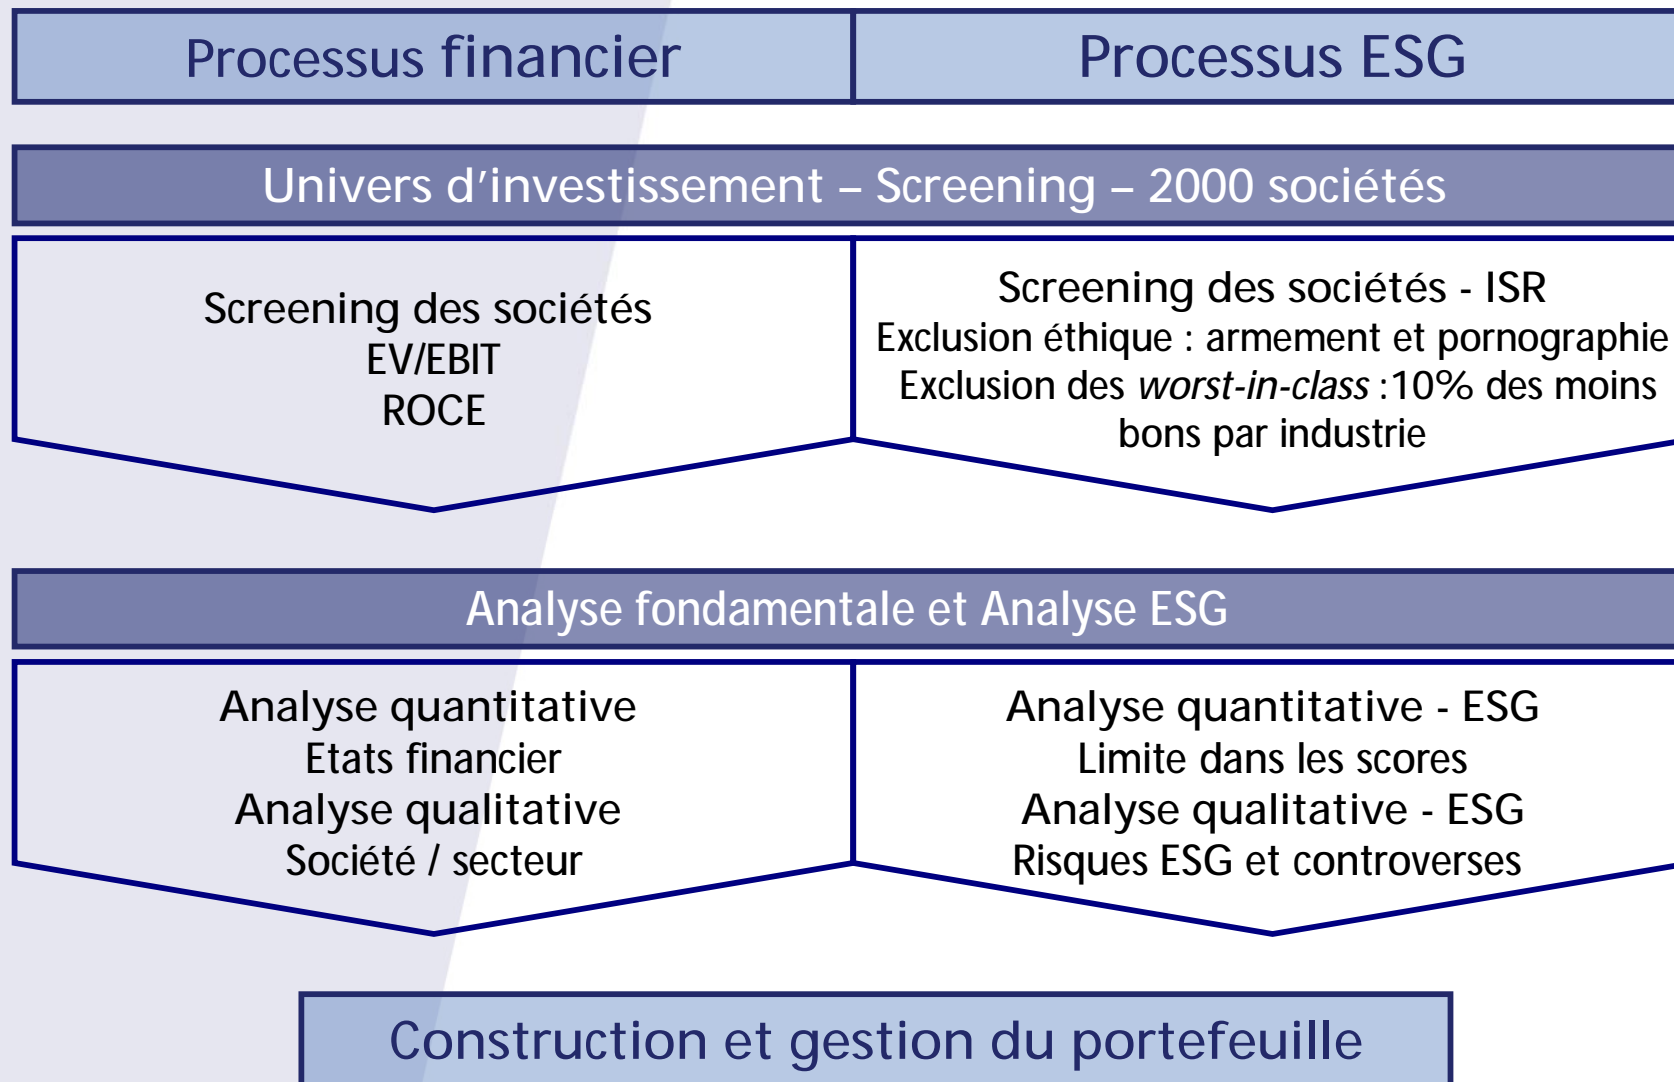 Processus financier
Processus ESG
Univers d’investissement – Screening – 2000 sociétés
Screening des sociétés
EV/EBIT
ROCE
Screening des sociétés - ISR
Exclusion éthique : armement et pornographie
Exclusion des worst-in-class :10% des moins
bons par industrie
Analyse fondamentale et Analyse ESG
Analyse quantitative
Etats financier
Analyse qualitative
Société / secteur
Analyse quantitative - ESG
Limite dans les scores
Analyse qualitative - ESG
Risques ESG et controverses
Construction et gestion du portefeuille